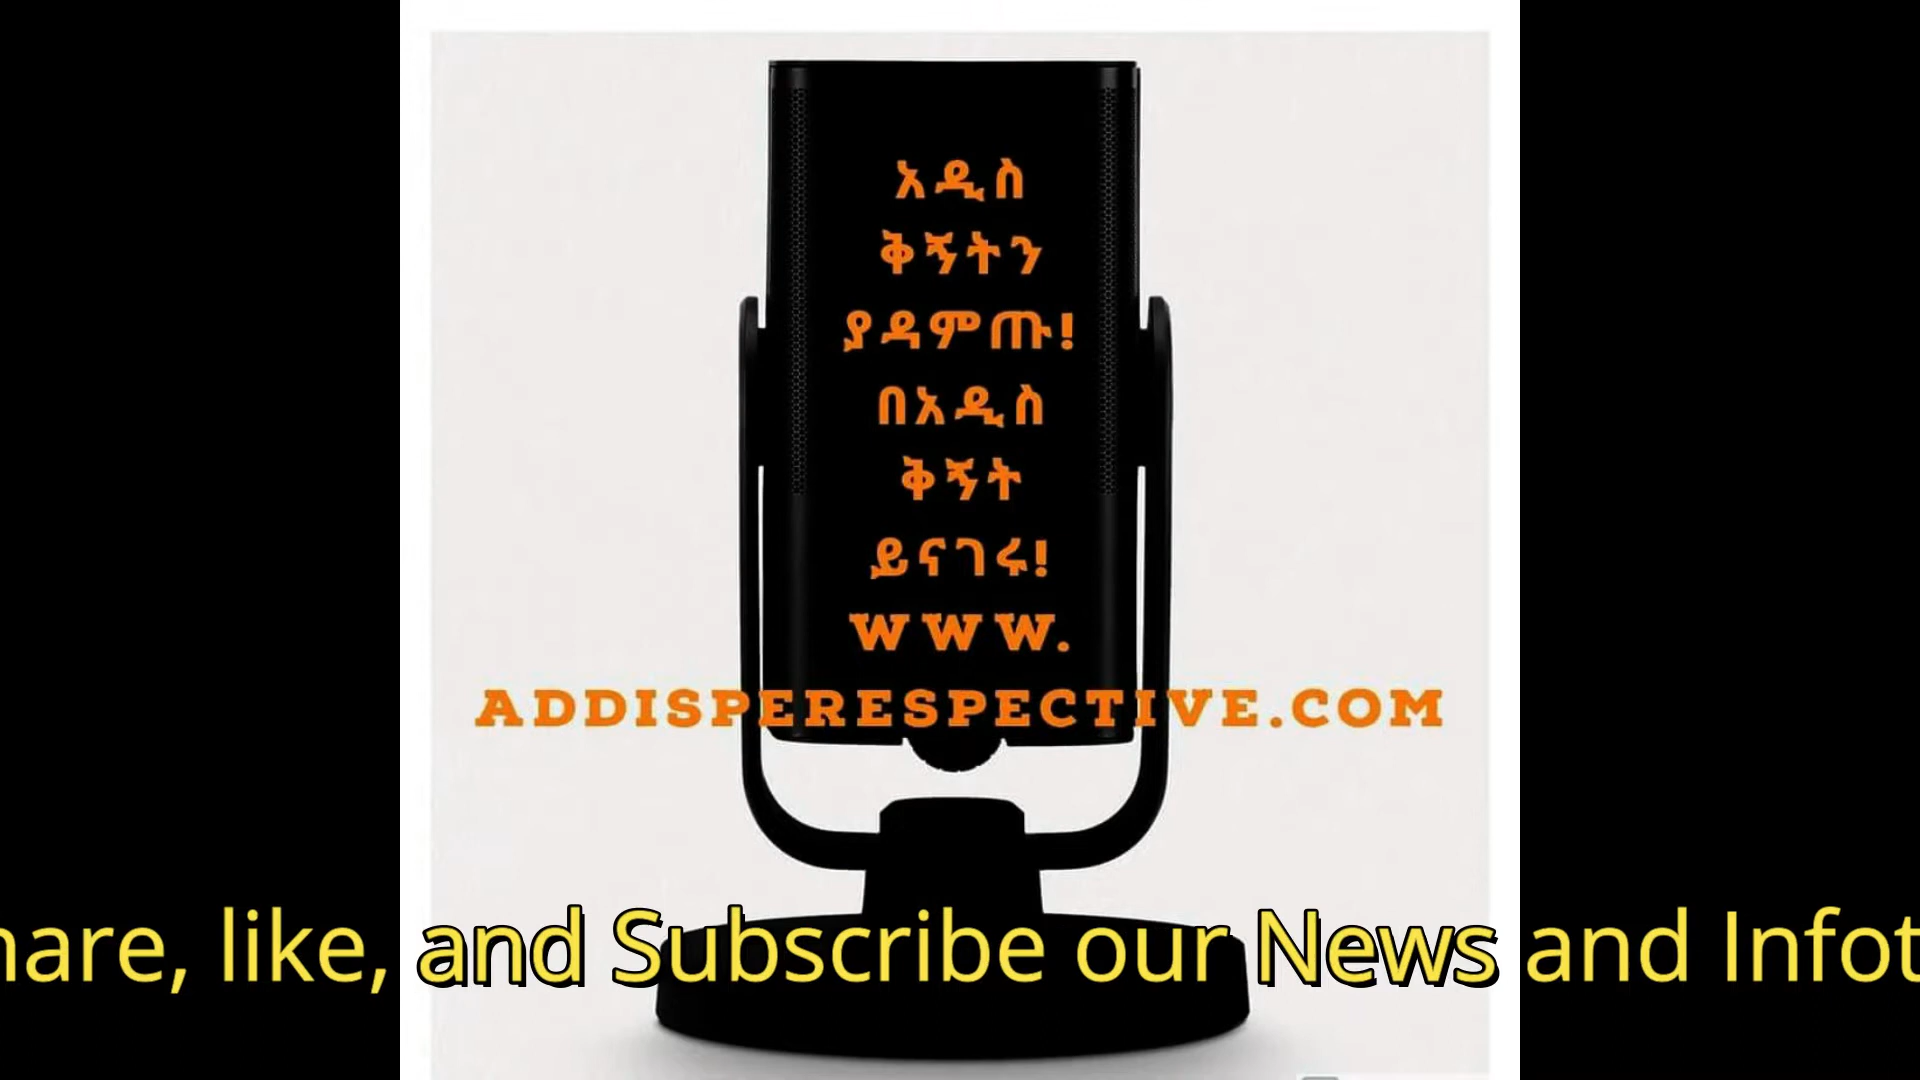 አዲስ
ቅኝትን
ያዳምጡ!
በአዲስ
ቅኝት
ይናገሩ!
WWW.
ADDISPERESPECTIVE.COM
hare, like, and Subscribe our News and Infot